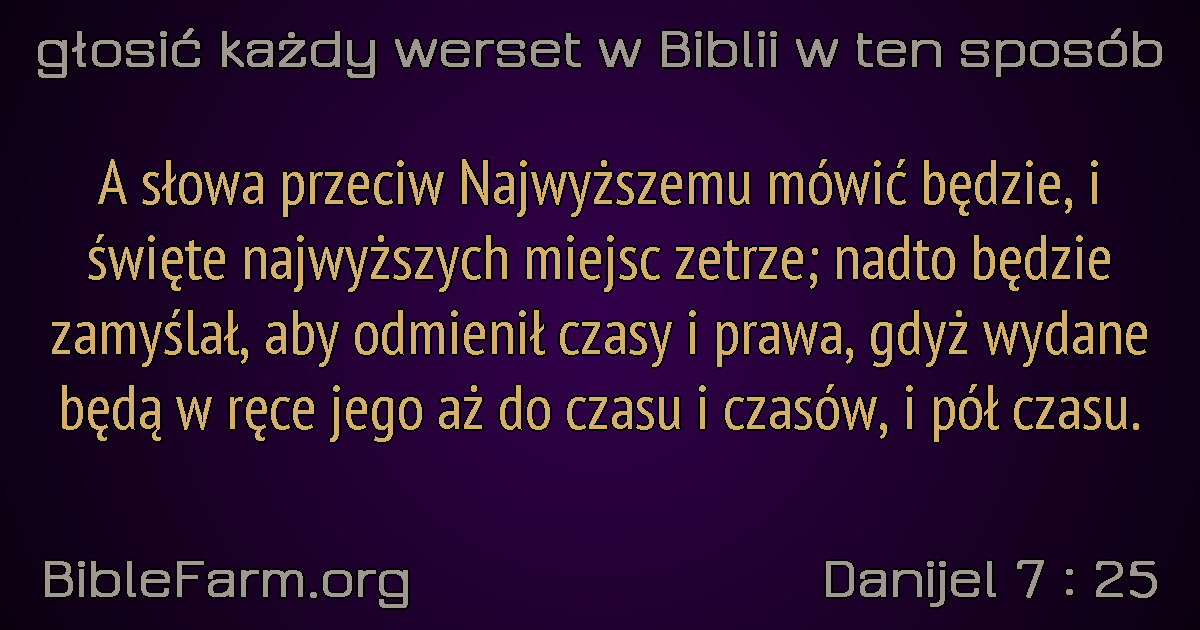 głosić każdy werset w Biblii w ten sposób
A słowa przeciw Najwyższemu mówić będzie, i
święte najwyższych miejsc zetrze; nadto będzie
zamyślał, aby odmienił czasy i prawa, gdyż wydane
będą w ręce jego aż do czasu i czasów, i pół czasu.
BibleFarm.org
Danijel 7 : 25